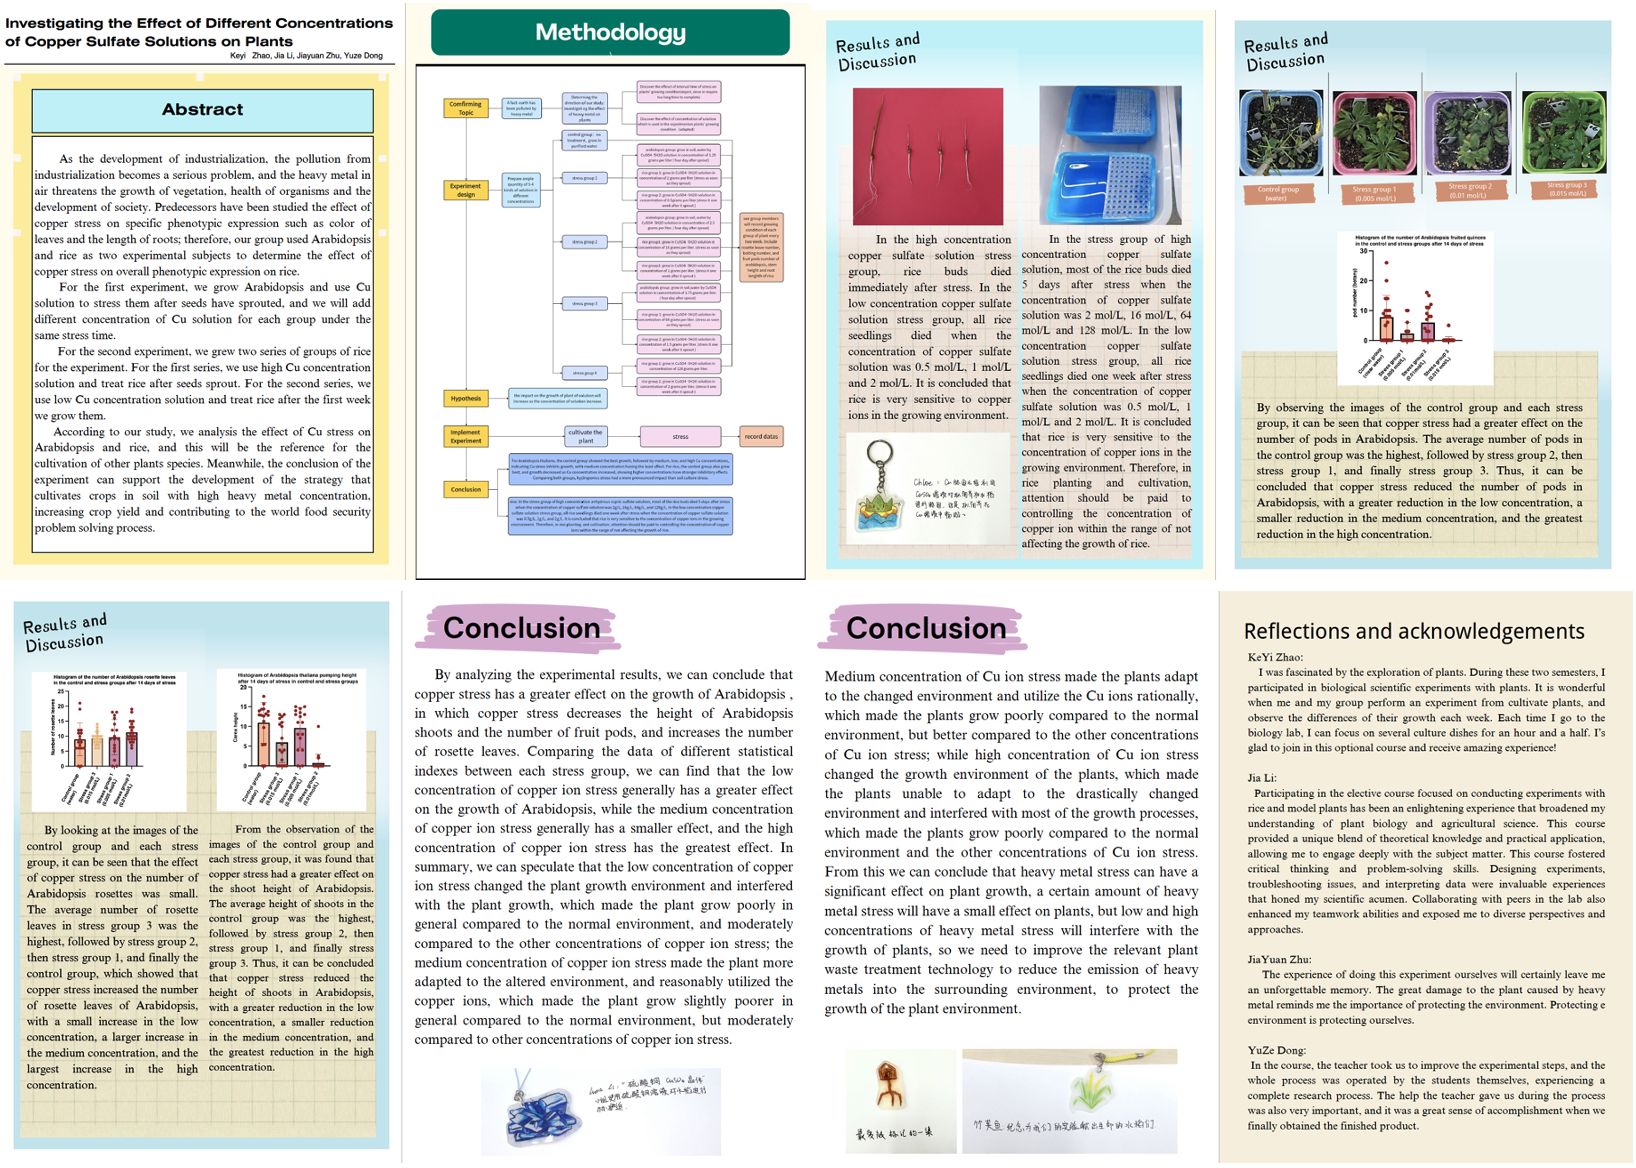 Investigating the Effect of Different Concentrations
of Copper Sulfate Solutions on Plants
Keyi Zhao, Jia Li, Jiayuan Zhu, Yuze Dong
Abstract
As the development of industrialization, the pollution from
industrialization becomes a serious problem, and the heavy metal in
air threatens the growth of vegetation, health of organisms and the
development of society. Predecessors have been studied the effect of
copper stress on specific phenotypic expression such as color of
leaves and the length of roots; therefore, our group used Arabidopsis
and rice as two experimental subjects to determine the effect of
copper stress on overall phenotypic expression on rice.
For the first experiment, we grow Arabidopsis and use Cu
solution to stress them after seeds have sprouted, and we will add
different concentration of Cu solution for each group under the
same stress time.
For the second experiment, we grew two series of groups of rice
for the experiment. For the first series, we use high Cu concentration
solution and treat rice after seeds sprout. For the second series, we
use low Cu concentration solution and treat rice after the first week
we grow them.
According to our study, we analysis the effect of Cu stress on
Arabidopsis and rice, and this will be the reference for the
cultivation of other plants species. Meanwhile, the conclusion of the
experiment can support the development of the strategy that
cultivates crops in soil with high heavy metal concentration,
increasing crop yield and contributing to the world food security
problem solving process.
Methodology
Comfirming
Topic
A fact: earth has
been polluted by
heavy metal
Experiment
design
control group: no
treatment, grow in
purified water
stress group 1
stress group 2
stress group 3
stress group 4
Hypothesis
the impact on the growth of plant of solution will
increase as the concentration of solution increase.
Implement
Experiment
cultivate the
plant
stress
record datas
Conclusion
Results and
Discussion
In the high concentration
copper sulfate solution stress
group, rice buds died
immediately after stress. In
the low concentration copper
sulfate solution stress
group, all rice
seedlings died when the
concentration of copper sulfate
solution was 0.5 mol/L, 1 mol/L
and 2 mol/L. It is concluded that
rice is very sensitive to copper
ions in the growing environment.
In the stress group of high
concentration copper sulfate
solution, most of the rice buds died
5 days after stress when the
concentration of copper sulfate
solution was 2 mol/L, 16 mol/L, 64
mol/L and 128 mol/L. In the low
concentration copper sulfate
solution stress group, all rice
seedlings died one week after stress
when the concentration of copper
sulfate solution was 0.5 mol/L, 1
mol/L and 2 mol/L. It is concluded
that rice is very sensitive to the
concentration of copper ions in the
growing environment. Therefore, in
rice planting and cultivation,
attention should be paid to
controlling the concentration of
copper ion within the range of not
affecting the growth of rice.
Results and
Discussion
Control group
(water)
Stress group 1
(0.005 mol/L)
Stress group 2
(0.01 mol/L)
Stress group 3
(0.015 mol/L)
Histogram of the number of Arabidopsis fruited quinces
in the control and stress groups after 14 days of stress
pod number (botany)
30
20
10
0
By observing the images of the control group and each stress
group, it can be seen that copper stress had a greater effect on the
number of pods in Arabidopsis. The average number of pods in
the control group was the highest, followed by stress group 2, then
stress group 1, and finally stress group 3. Thus, it can be
concluded that copper stress reduced the number of pods in
Arabidopsis, with a greater reduction in the low concentration, a
smaller reduction in the medium concentration, and the greatest
reduction in the high concentration.
Results and
Discussion
Histogram of the number of Arabidopsis rosette leaves
in the control and stress groups after 14 days of stress
Number of rosette leaves
25
20
15
10
5
0
Histogram of Arabidopsis thaliana pumping height
after 14 days of stress in control and stress groups
20
15
10
5
0
By looking at the images of the
control group and each stress
group, it can be seen that the effect
of copper stress on the number of
Arabidopsis rosettes was small.
The average number of rosette
leaves in stress group 3 was the
highest, followed by stress group 2,
then stress group 1, and finally the
control group, which showed that
copper stress increased the number
of rosette leaves of Arabidopsis,
with a small increase in the low
concentration, a larger increase in
the medium concentration, and the
largest increase in the high
concentration.
From the observation of the
images of the control group and
each stress group, it was found that
copper stress had a greater effect on
the shoot height of Arabidopsis.
The average height of shoots in the
control group was the highest,
followed by stress group 2, then
stress group 1, and finally stress
group 3. Thus, it can be concluded
that copper stress reduced the
height of shoots in Arabidopsis,
with a greater reduction in the low
concentration, a smaller reduction
in the medium concentration, and
the greatest reduction in the high
concentration.
Conclusion
By analyzing the experimental results, we can conclude that
copper stress has a greater effect on the growth of Arabidopsis ,
in which copper stress decreases the height of Arabidopsis
shoots and the number of fruit pods, and increases the number
of rosette leaves. Comparing the data of different statistical
indexes between each stress group, we can find that the low
concentration of copper ion stress generally has a greater effect
on the growth of Arabidopsis, while the medium concentration
of copper ion stress generally has a smaller effect, and the high
concentration of copper ion stress has the greatest effect. In
summary, we can speculate that the low concentration of copper
ion stress changed the plant growth environment and interfered
with the plant growth, which made the plant grow poorly in
general compared to the normal environment, and moderately
compared to the other concentrations of copper ion stress; the
medium concentration of copper ion stress made the plant more
adapted to the altered environment, and reasonably utilized the
copper ions, which made the plant grow slightly poorer in
general compared to the normal environment, but moderately
compared to other concentrations of copper ion stress.
Conclusion
Medium concentration of Cu ion stress made the plants adapt
to the changed environment and utilize the Cu ions rationally,
which made the plants grow poorly compared to the normal
environment, but better compared to the other concentrations
of Cu ion stress; while high concentration of Cu ion stress
changed the growth environment of the plants, which made
the plants unable to adapt to the drastically changed
environment and interfered with most of the growth processes,
which made the plants grow poorly compared to the normal
environment and the other concentrations of Cu ion stress.
From this we can conclude that heavy metal stress can have a
significant effect on plant growth, a certain amount of heavy
metal stress will have a small effect on plants, but low and high
concentrations of heavy metal stress will interfere with the
growth of plants, so we need to improve the relevant plant
waste treatment technology to reduce the emission of heavy
metals into the surrounding environment, to protect the
growth of the plant environment.
Reflections and acknowledgements
KeYi Zhao:
I was fascinated by the exploration of plants. During these two semesters, I
participated in biological scientific experiments with plants. It is wonderful
when me and my group perform an experiment from cultivate plants, and
observe the differences of their growth each week. Each time I go to the
biology lab, I can focus on several culture dishes for an hour and a half. I's
glad to join in this optional course and receive amazing experience!
Jia Li:
Participating in the elective course focused on conducting experiments with
rice and model plants has been an enlightening experience that broadened my
understanding of plant biology and agricultural science. This course
provided a unique blend of theoretical knowledge and practical application,
allowing me to engage deeply with the subject matter. This course fostered
critical thinking and problem-solving skills. Designing experiments,
troubleshooting issues, and interpreting data were invaluable experiences
that honed my scientific acumen. Collaborating with peers in the lab also
enhanced my teamwork abilities and exposed me to diverse perspectives and
approaches.
JiaYuan Zhu:
The experience of doing this experiment ourselves will certainly leave me
an unforgettable memory. The great damage to the plant caused by heavy
metal reminds me the importance of protecting the environment. Protecting e
environment is protecting ourselves.
YuZe Dong:
In the course, the teacher took us to improve the experimental steps, and the
whole process was operated by the students themselves, experiencing a
complete research process. The help the teacher gave us during the process
was also very important, and it was a great sense of accomplishment when we
finally obtained the finished product.